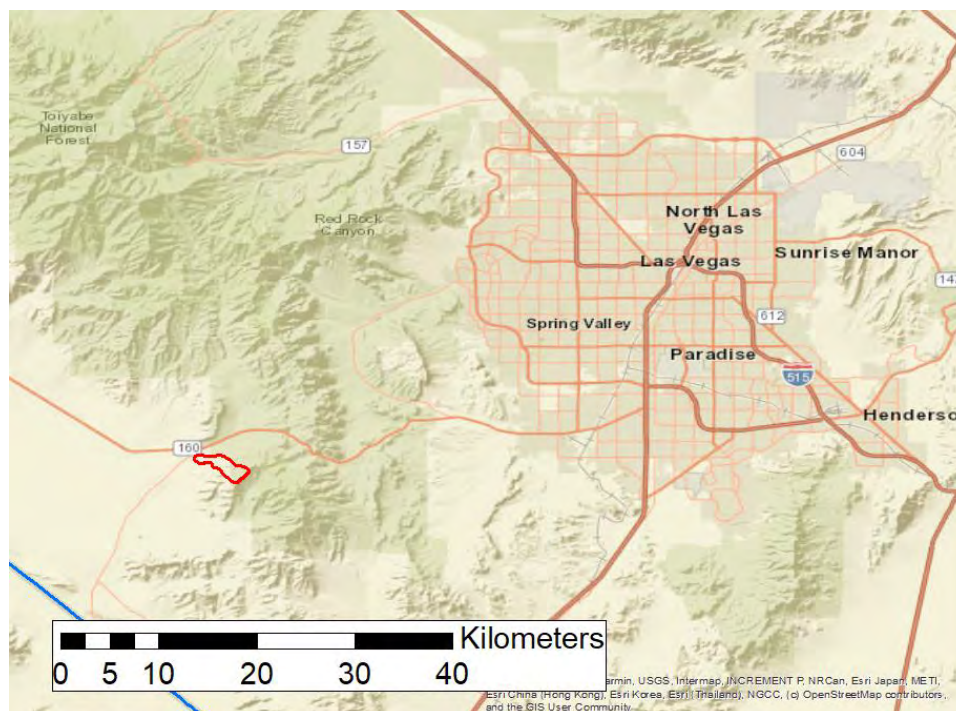 Toiyabe
National
Forest
157
604
Red Rock
Canyon
North Las
Vegas
Las Vegas
Sunrise Manor
14
612
Spring Valley
Paradise
515
Henderso
160
Kilometers
0 5 10 20 30 40
armin, USGS, Intermap, INCREMENT P, NRCan, Esri Japan, METI,
Esri China (Hong Kong), Esri Korea, Esri (Thailand), NGCC, (c) OpenStreetMap contributors,
and the GIS User Community